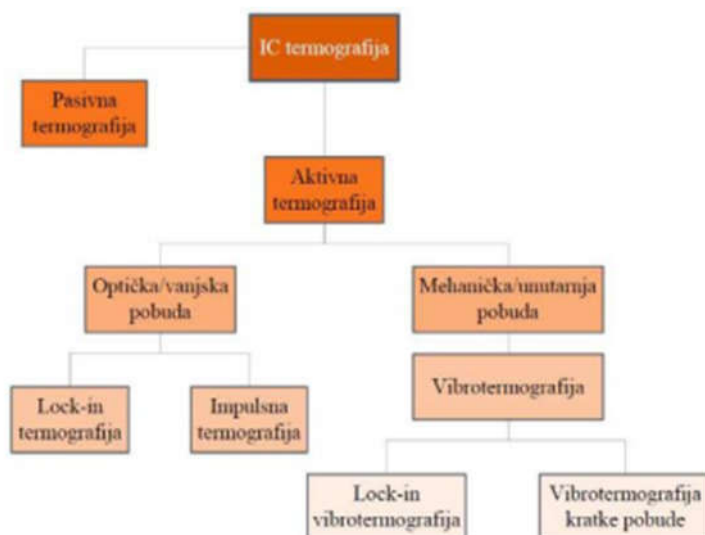 IC termografija
Pasivna
termografija
Aktivna
termografija
Optička/vanjska
pobuda
Mehanička/unutarnja
pobuda
Lock-in
termografija
Impulsna
termografija
Vibrotermografija
Lock-in
vibrotermografija
Vibrotermografija
kratke pobude